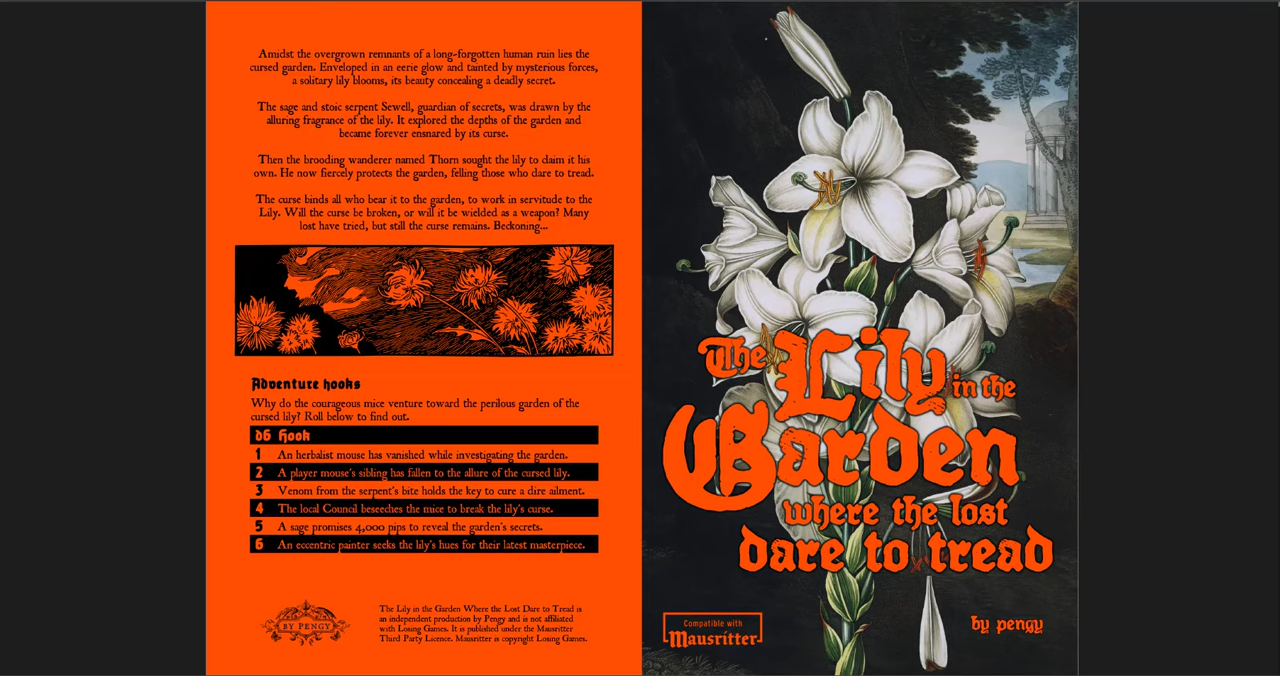 Amidst the overgrown remnants of a long-forgotten human ruin lies the
cursed garden. Enveloped in an eerie glow and tainted by mysterious forces,
a solitary lily blooms, its beauty concealing a deadly secret.
The sage and stoic serpent Sewell, guardian of secrets, was drawn by the
alluring fragrance of the lily. It explored the depths of the garden and
became forever ensnared by its curse.
Then the brooding wanderer named Thorn sought the lily to claim it his
own. He now fiercely protects the garden, felling those who dare to tread.
The curse binds all who bear it to the garden, to work in servitude to the
Lily. Will the curse be broken, or will it be wielded as a weapon? Many
lost have tried, but still the curse remains. Beckoning...
Adventure hooks
Why do the courageous mice venture toward the perilous garden of the
cursed lily? Roll below to find out.
d6 Hook
1 An herbalist mouse has vanished while investigating the garden.
2 A player mouse's sibling has fallen to the allure of the cursed lily.
3 Venom from the serpent's bite holds the key to cure a dire ailment.
4 The local Council beseeches the mice to break the lily's curse.
5 A sage promises 4,000 pips to reveal the garden's secrets.
6 An eccentric painter seeks the lily's hues for their latest masterpiece.
BY PENGY
The Lily in the Garden Where the Lost Dare to Tread is
an independent production by Pengy and is not affiliated
with Losing Games. It is published under the Mausritter
Third Party Licence. Mausritter is copyright Losing Games.
The Lily in the
Garden
where the lost
dare to tread
Compatible with
Mausritter
by pengy